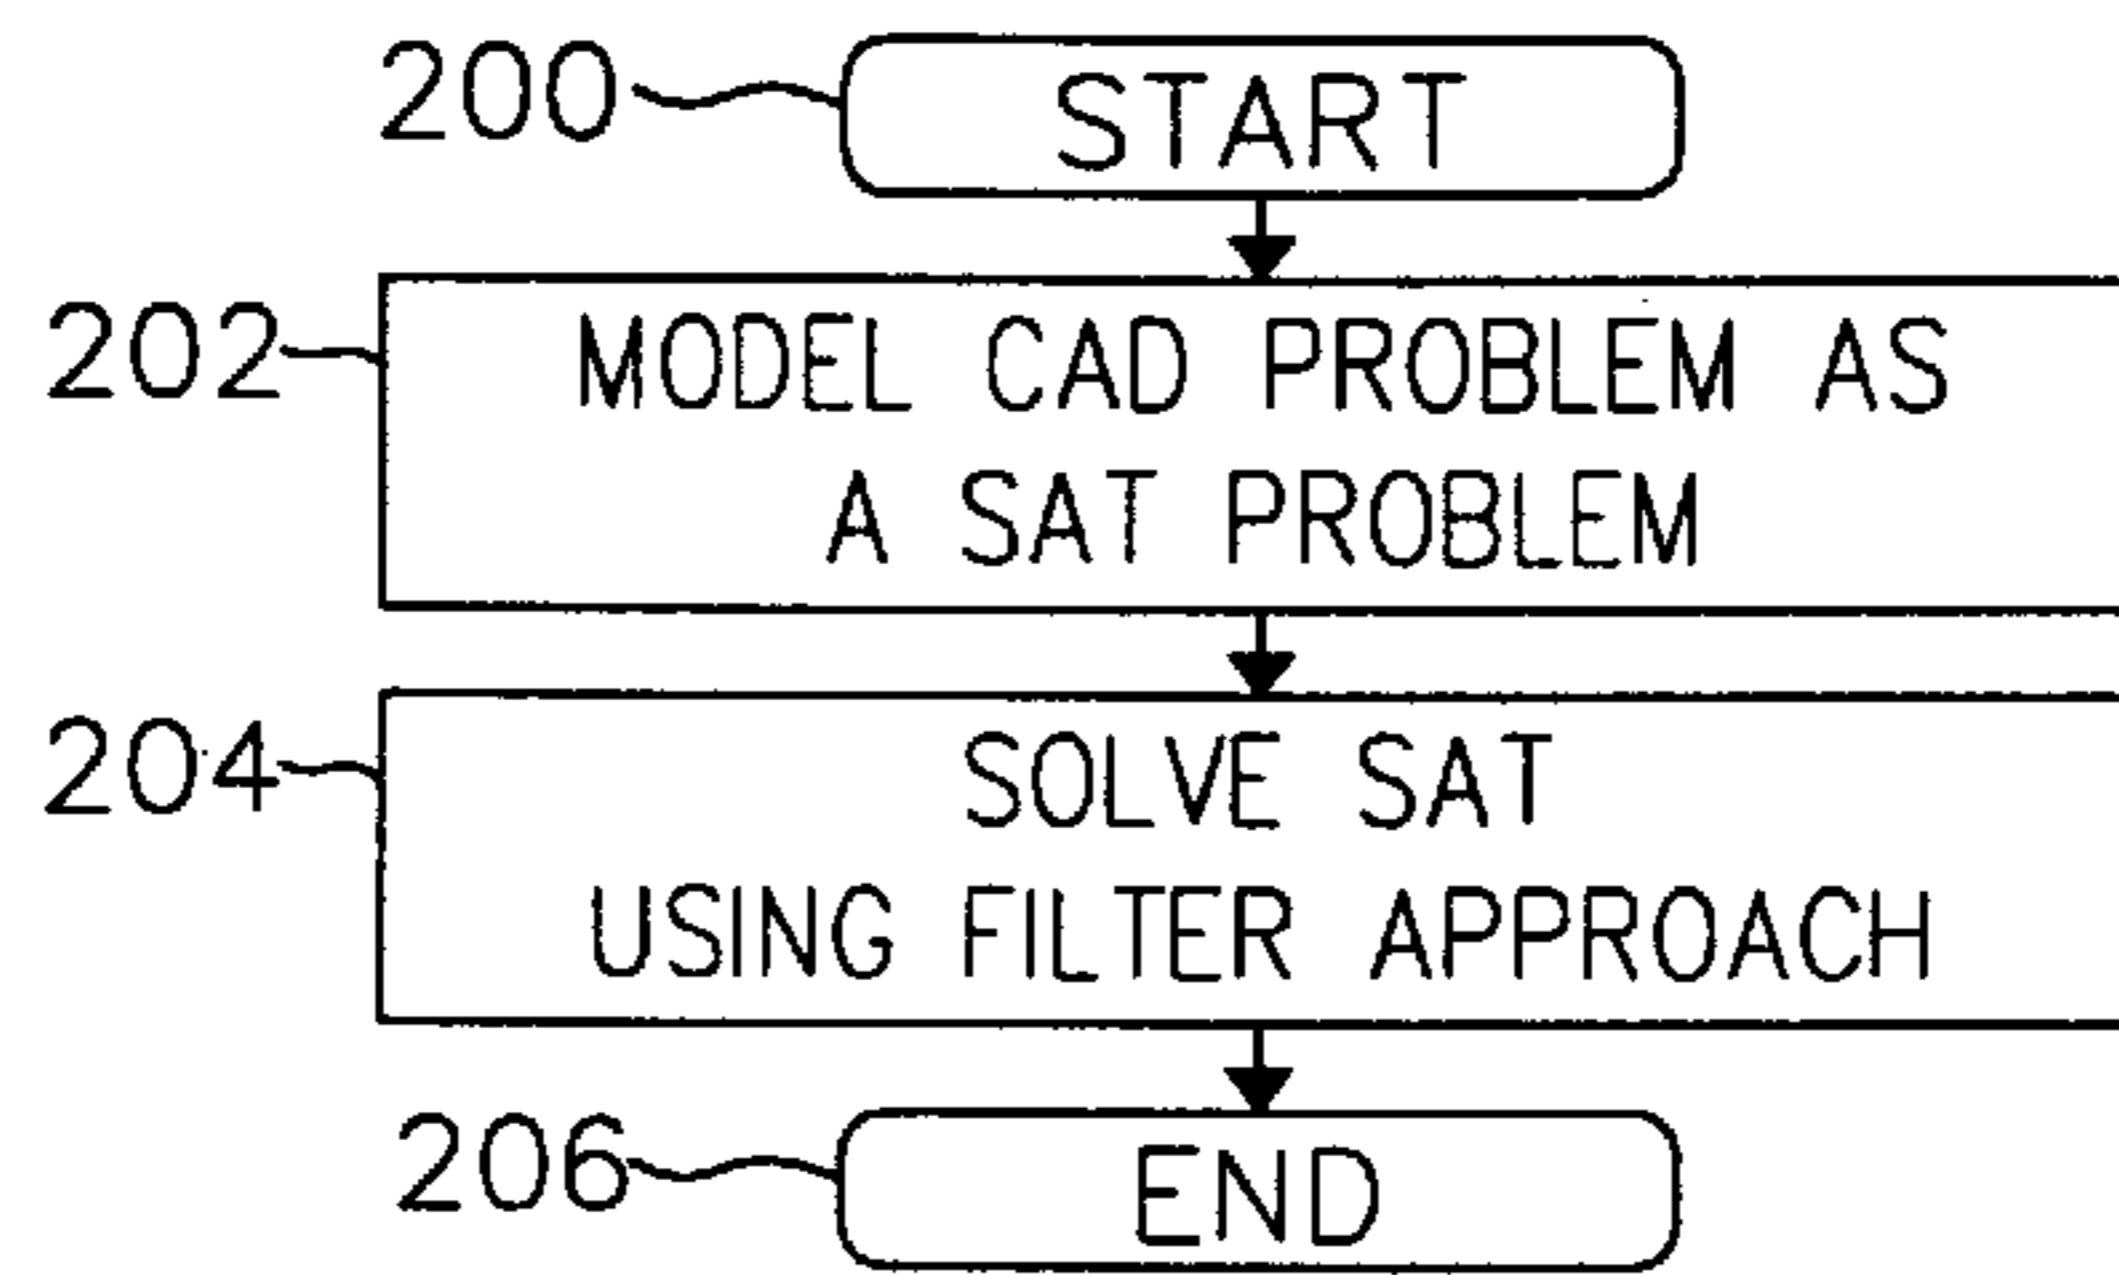 200 START
202 MODEL CAD PROBLEM AS
A SAT PROBLEM
204 SOLVE SAT
USING FILTER APPROACH
206 END